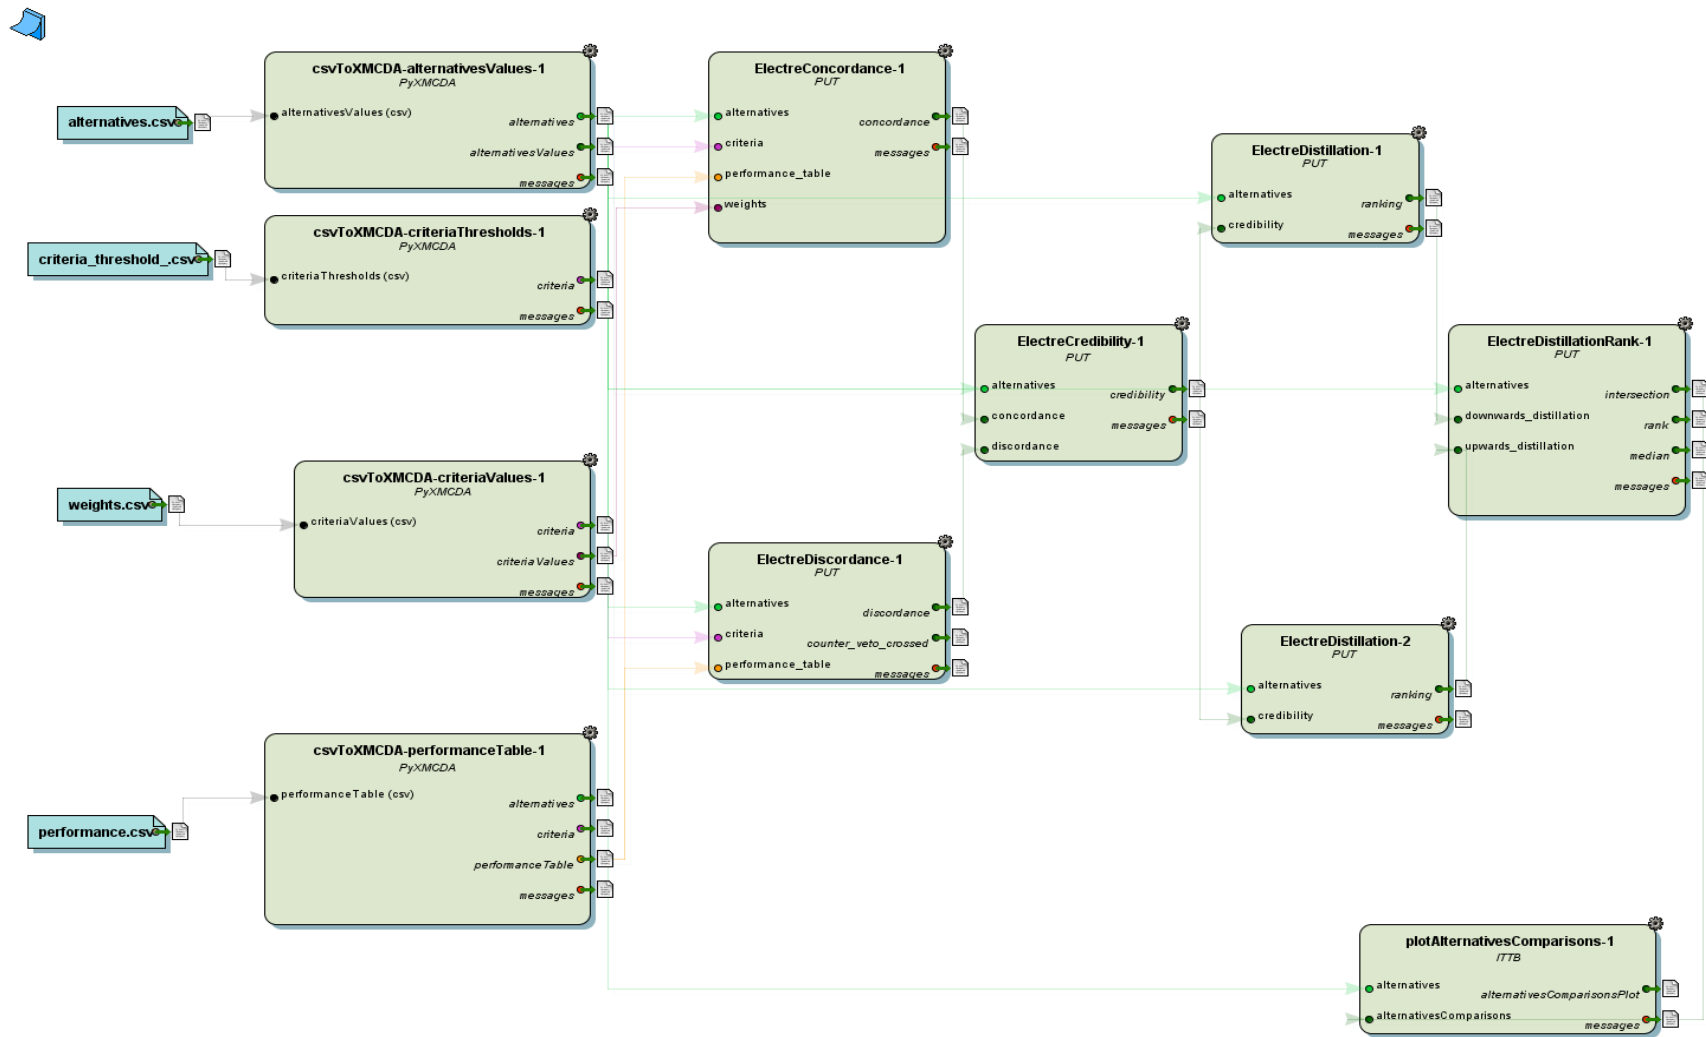 alternatives.csv
criteria_threshold_.csv
weights.csv
performance.csv
csvToXMCDA-alternativesValues-1
PyXMCDA
alternativesValues (csv)
alternatives
alternativesValues
messages
csvToXMCDA-criteriaThresholds-1
PyXMCDA
criteriaThresholds (csv)
criteria
messages
csvToXMCDA-criteriaValues-1
PyXMCDA
criteriaValues (csv)
criteria
criteriaValues
messages
csvToXMCDA-performanceTable-1
PyXMCDA
performanceTable (csv)
alternatives
criteria
performanceTable
messages
ElectreConcordance-1
PUT
alternatives
concordance
criteria
messages
performance_table
weights
ElectreDiscordance-1
PUT
alternatives
discordance
criteria
counter_veto_crossed
performance_table
messages
ElectreCredibility-1
PUT
alternatives
credibility
concordance
messages
discordance
ElectreDistillation-1
PUT
alternatives
ranking
credibility
messages
ElectreDistillation-2
PUT
alternatives
ranking
credibility
messages
ElectreDistillationRank-1
PUT
alternatives
intersection
downwards_distillation
rank
upwards_distillation
median
messages
plotAlternativesComparisons-1
ITTB
alternatives
alternativesComparisonsPlot
alternativesComparisons
messages